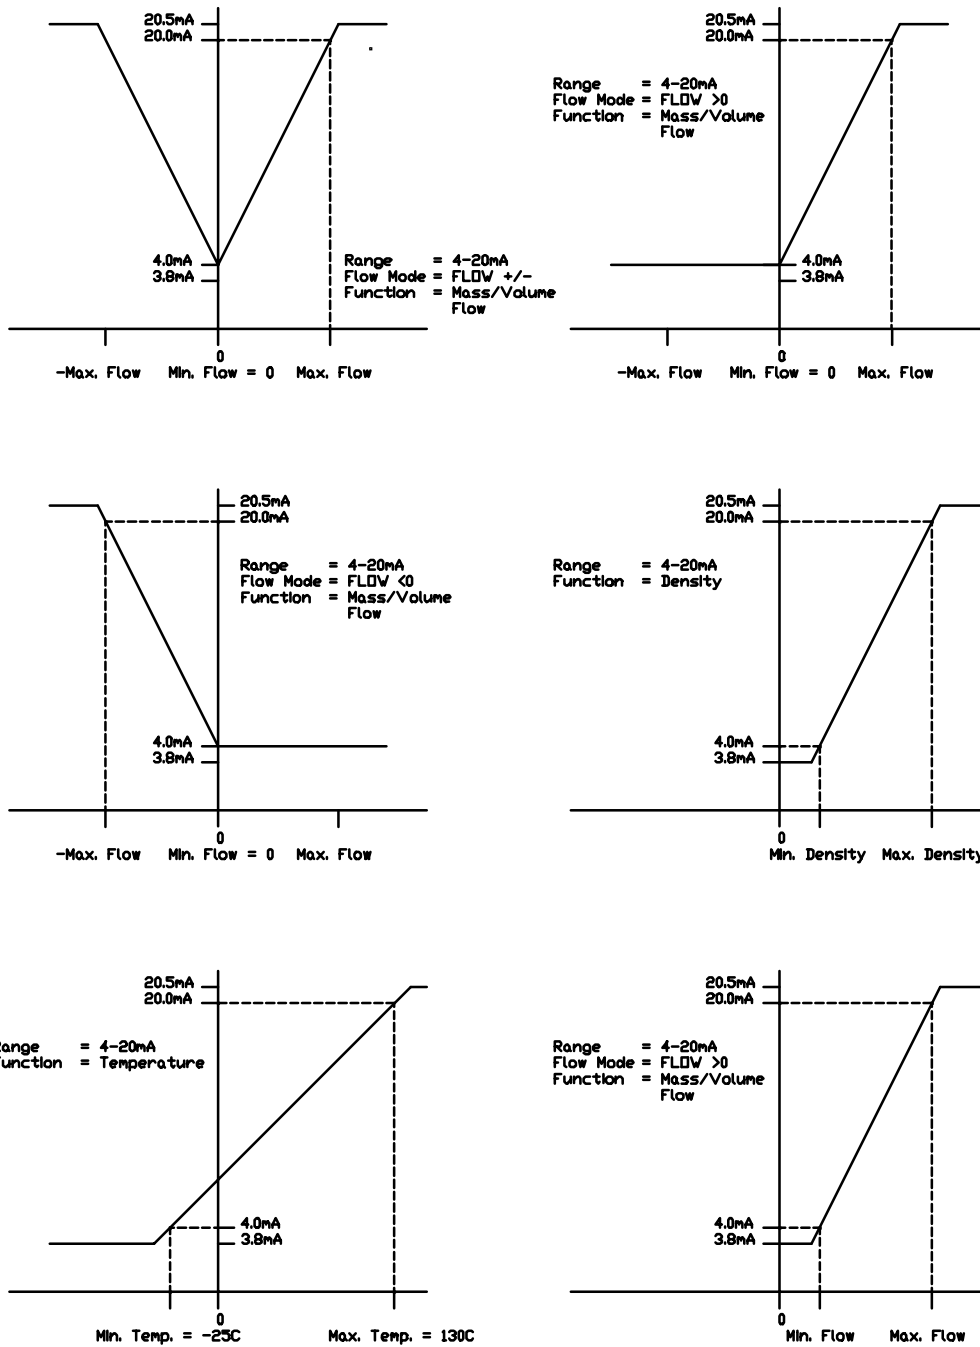 20.5mA
20.0mA
4.0mA
3.8mA
Range = 4-20mA
Flow Mode = FLOW +/-
Function = Mass/Volume
Flow
0
-Max. Flow Min. Flow = 0 Max. Flow
20.5mA
20.0mA
Range = 4-20mA
Flow Mode = FLOW >0
Function = Mass/Volume
Flow
4.0mA
3.8mA
0
-Max. Flow Min. Flow = 0 Max. Flow
20.5mA
20.0mA
Range = 4-20mA
Flow Mode = FLOW <0
Function = Mass/Volume
Flow
4.0mA
3.8mA
0
-Max. Flow Min. Flow = 0 Max. Flow
20.5mA
20.0mA
Range = 4-20mA
Function = Density
4.0mA
3.8mA
0
Min. Density Max. Density
20.5mA
20.0mA
Range = 4-20mA
Function = Temperature
4.0mA
3.8mA
0
Min. Temp. = -25C Max. Temp. = 130C
20.5mA
20.0mA
Range = 4-20mA
Flow Mode = FLOW >0
Function = Mass/Volume
Flow
4.0mA
3.8mA
0
Min. Flow Max. Flow